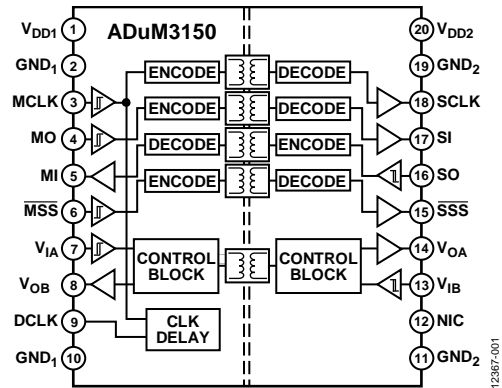 ADuM3150
VDD1 1
20 VDD2
GND1 2
19 GND2
ENCODE DECODE
MCLK 3
18 SCLK
ENCODE DECODE
MO 4
17 SI
DECODE ENCODE
MI 5
16 SO
ENCODE DECODE
MSS 6
15 SSS
VIA 7
14 VOA
CONTROL BLOCK
CONTROL BLOCK
VOB 8
13 VIB
DCLK 9
CLK DELAY
12 NIC
GND1 10
11 GND2
12367-001